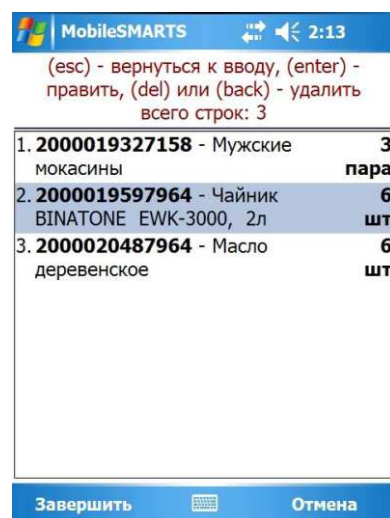 MobileSMARTS 2:13
(esc) - вернуться к вводу, (enter) -
править, (del) или (back) - удалить
всего строк: 3
1. 2000019327158 - Мужские 3
мокасины пара
2. 2000019597964 - Чайник 6
BINATONE EWK-3000, 2л шт
3. 2000020487964 - Масло 6
деревенское шт
Завершить Отмена